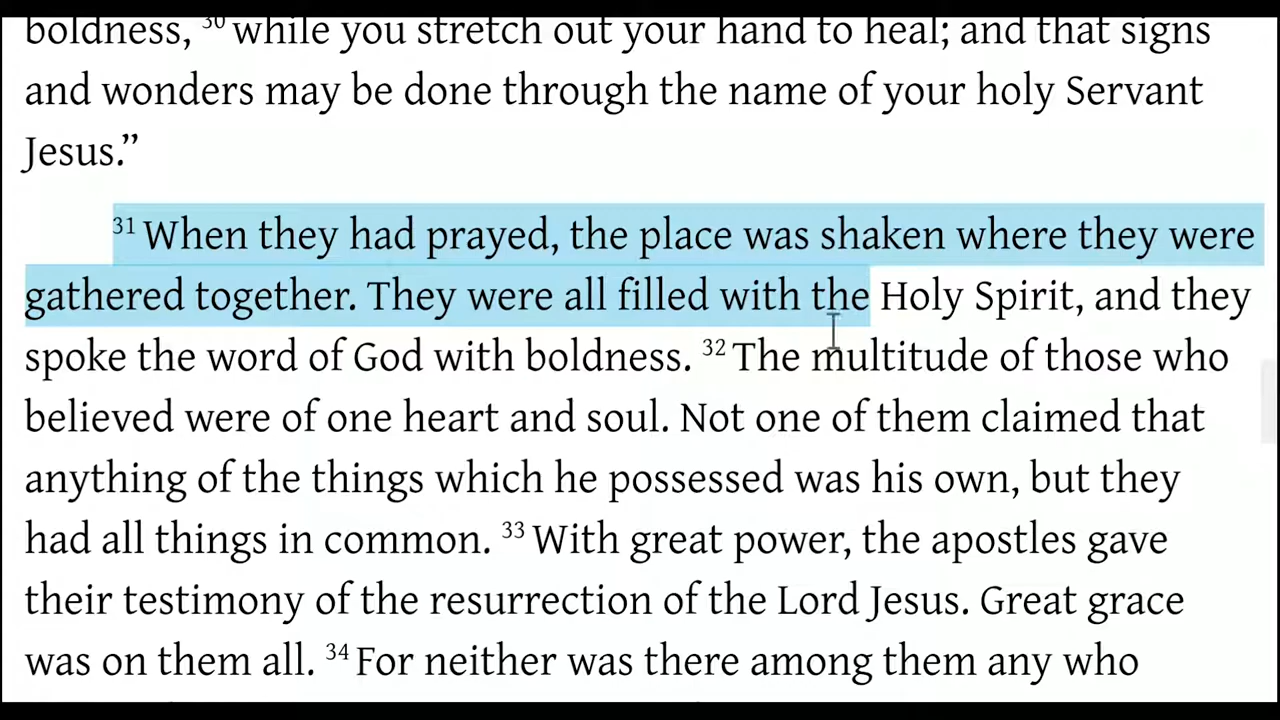 boldness, 30 while you stretch out your hand to heal; and that signs
and wonders may be done through the name of your holy Servant
Jesus.”
31 When they had prayed, the place was shaken where they were
gathered together. They were all filled with the Holy Spirit, and they
spoke the word of God with boldness. 32 The multitude of those who
believed were of one heart and soul. Not one of them claimed that
anything of the things which he possessed was his own, but they
had all things in common. 33 With great power, the apostles gave
their testimony of the resurrection of the Lord Jesus. Great grace
was on them all. 34 For neither was there among them any who